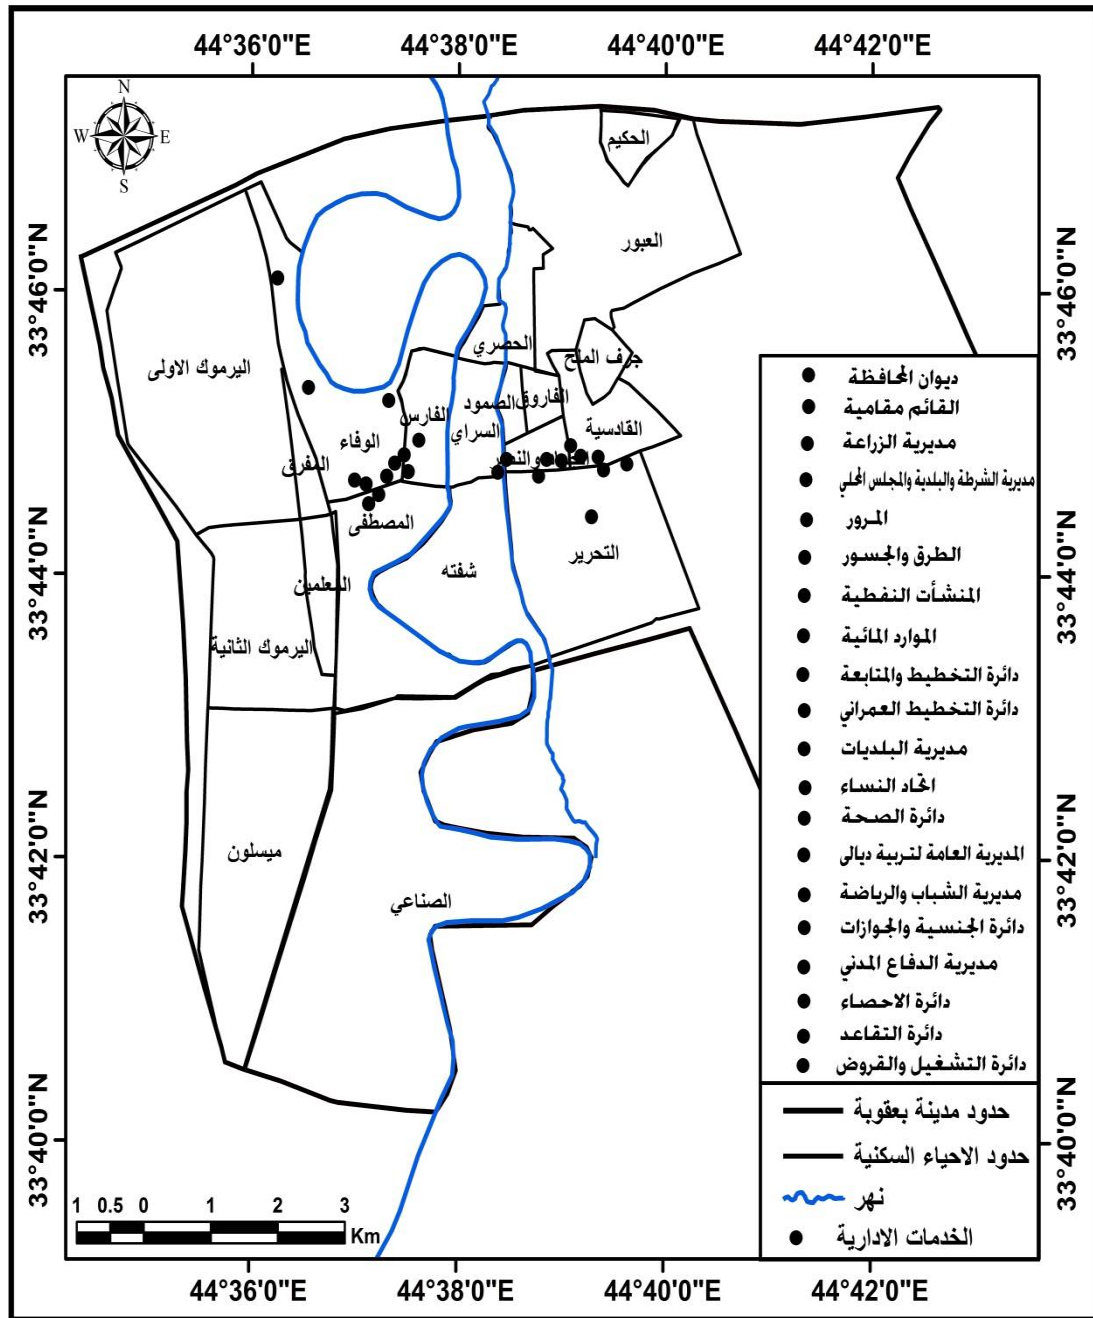 44°36'0"E 44°38'0"E 44°40'0"E 44°42'0"E
N
W E
S
33°46'0"N
33°44'0"N
33°42'0"N
33°40'0"N
33°46'0"N
33°44'0"N
33°42'0"N
33°40'0"N
الحكيم
العبور
الحصري
جرف الملح
اليرموك الاولى
الفاروق
الصمود
الفارس
القادسية
السراي
الوفاء
المفرق
والنصر
المصطفى
التحرير
شفته
المعلمين
اليرموك الثانية
ميسلون
الصناعي
ديوان المحافظة
القائم مقامية
مديرية الزراعة
مديرية الشرطة والبلدية والمجلس المحلي
المرور
الطرق والجسور
المنشأت النفطية
الموارد المائية
دائرة التخطيط والمتابعة
دائرة التخطيط العمراني
مديرية البلديات
اتحاد النساء
دائرة الصحة
المديرية العامة لتربية ديالى
مديرية الشباب والرياضة
دائرة الجنسية والجوازات
مديرية الدفاع المدني
دائرة الاحصاء
دائرة التقاعد
دائرة التشغيل والقروض
حدود مدينة بعقوبة
حدود الاحياء السكنية
نهر
الخدمات الادارية
1 0.5 0 1 2 3
Km
44°36'0"E 44°38'0"E 44°40'0"E 44°42'0"E